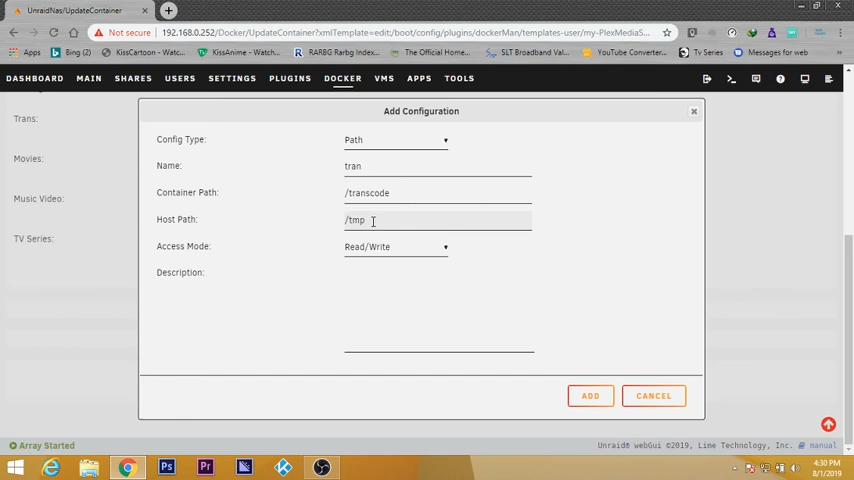 UnraidNas/UpdateContainer
Not secure
192.168.0.252/Docker/UpdateContainer?xmlTemplate=edit:/boot/config/plugins/dockerMan/templates-user/my-PlexMediaS...
Apps
Bing (2)
KissCartoon - Watch...
KissAnime - Watch...
RARBG Rarbg Index...
The Official Home...
SLT Broadband Val...
YouTube Converter...
Tv Series
Messages for web
DASHBOARD MAIN SHARES USERS SETTINGS PLUGINS DOCKER VMS APPS TOOLS
Add Configuration
Trans:
Movies:
Music Video:
TV Series:
Config Type:
Path
Name:
tran
Container Path:
/transcode
Host Path:
/tmp
Access Mode:
Read/Write
Description:
ADD
CANCEL
Array Started
Unraid® webGui ©2019, Lime Technology, Inc.
manual
Ps
Pr
4:30 PM
8/1/2019